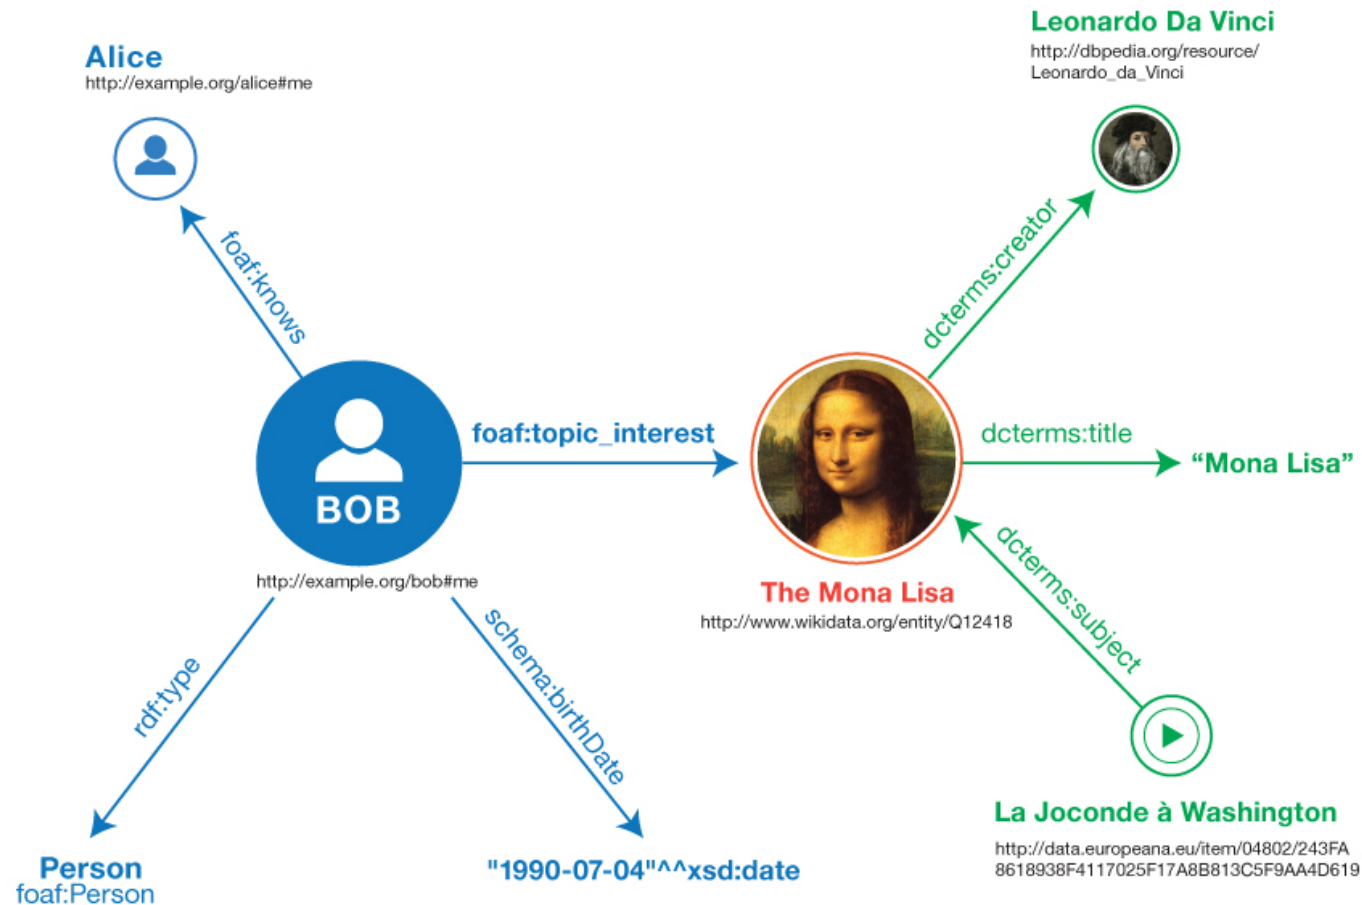 Leonardo Da Vinci
http://dbpedia.org/resource/
Leonardo_da_Vinci
Alice
http://example.org/alice#me
foaf:knows
dcterms:creator
foaf:topic_interest
dcterms:title
“Mona Lisa”
BOB
http://example.org/bob#me
The Mona Lisa
http://www.wikidata.org/entity/Q12418
dcterms:subject
rdf:type
schema:birthDate
La Joconde à Washington
http://data.europeana.eu/item/04802/243FA
8618938F4117025F17A8B813C5F9AA4D619
Person
foaf:Person
"1990-07-04"^^xsd:date